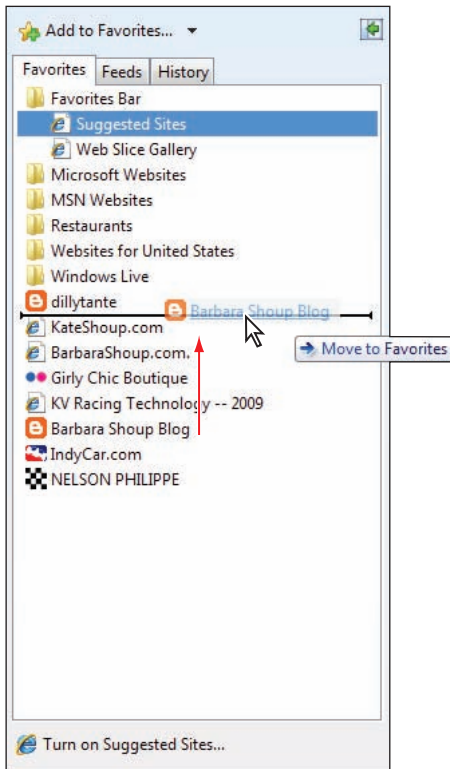 Add to Favorites...
Favorites Feeds History
Favorites Bar
Suggested Sites
Web Slice Gallery
Microsoft Websites
MSN Websites
Restaurants
Websites for United States
Windows Live
dillytante
Barbara Shoup Blog
KateShoup.com
Move to Favorites
BarbaraShoup.com.
Girly Chic Boutique
KV Racing Technology -- 2009
Barbara Shoup Blog
IndyCar.com
NELSON PHILIPPE
Turn on Suggested Sites...